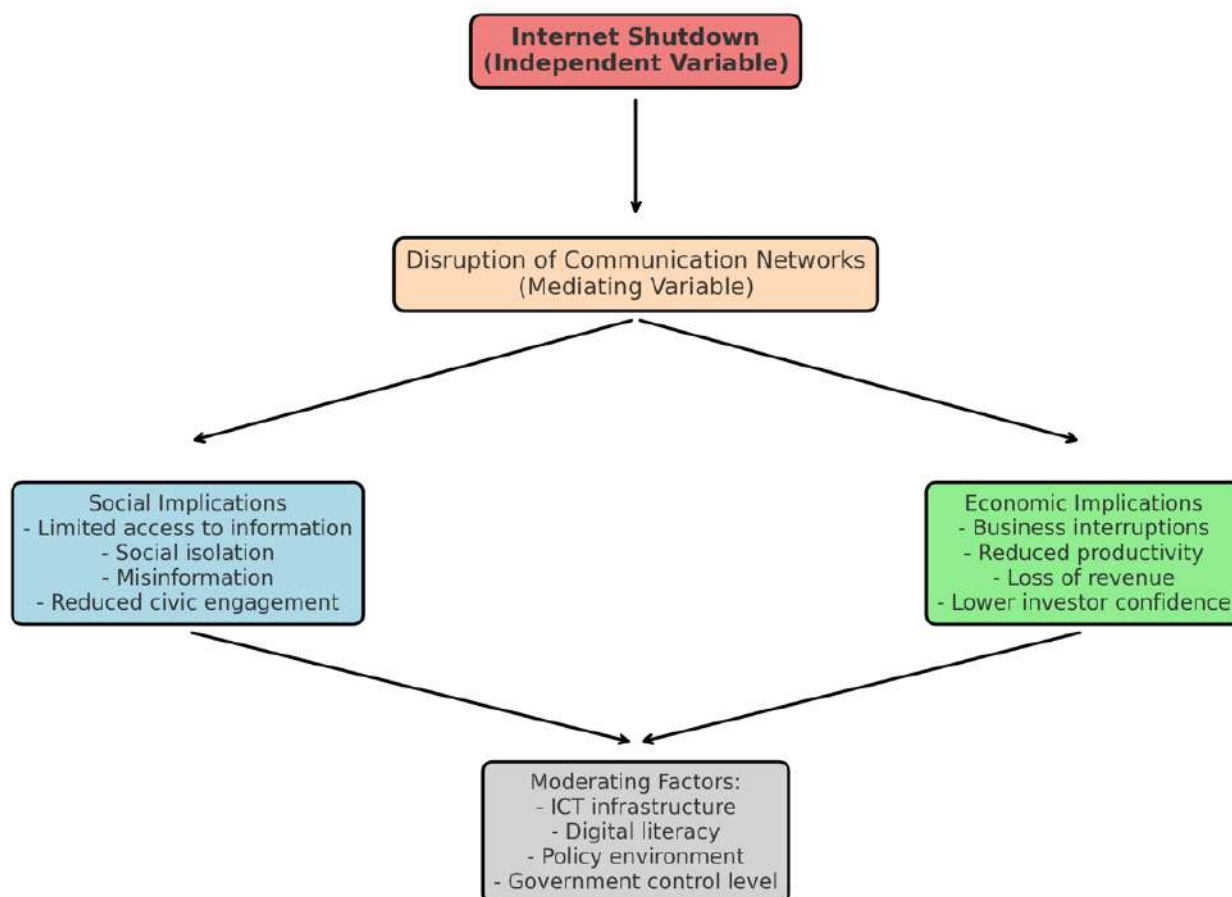 Internet Shutdown
(Independent Variable)
Disruption of Communication Networks
(Mediating Variable)
Social Implications
- Limited access to information
- Social isolation
- Misinformation
- Reduced civic engagement
Economic Implications
- Business interruptions
- Reduced productivity
- Loss of revenue
- Lower investor confidence
Moderating Factors:
- ICT infrastructure
- Digital literacy
- Policy environment
- Government control level